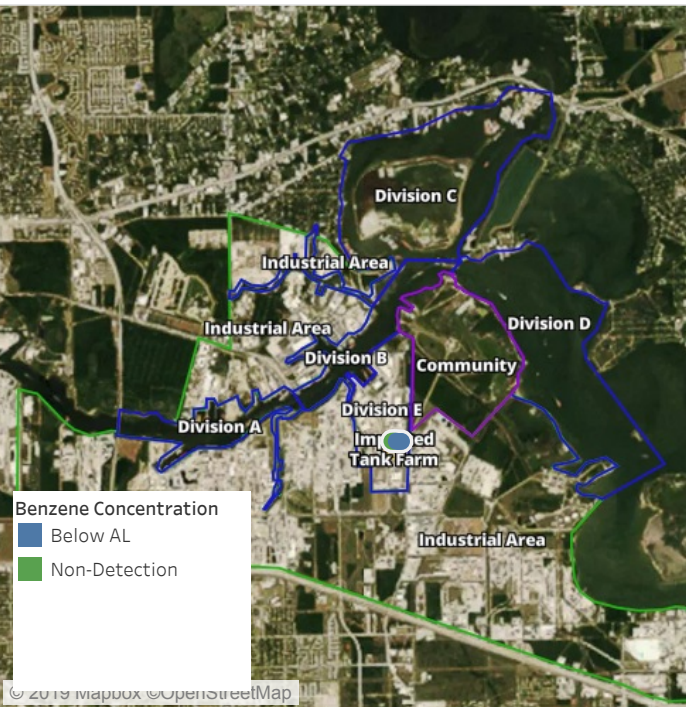 Division C
Industrial Area
Division D
Industrial Area
Division B
Community
Division E
Division A
Tank Farm
Industrial Area
Benzene Concentration
Below AL
Non-Detection
© 2019 Mapbox ©OpenStreetMap